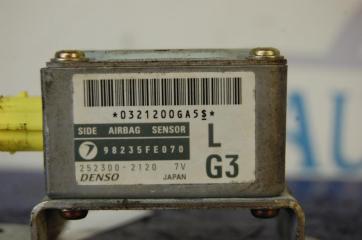 *0321200GA5S*
SIDE AIRBAG SENSOR
98235FE070
L
G3
252300-2120 7V
DENSO JAPAN